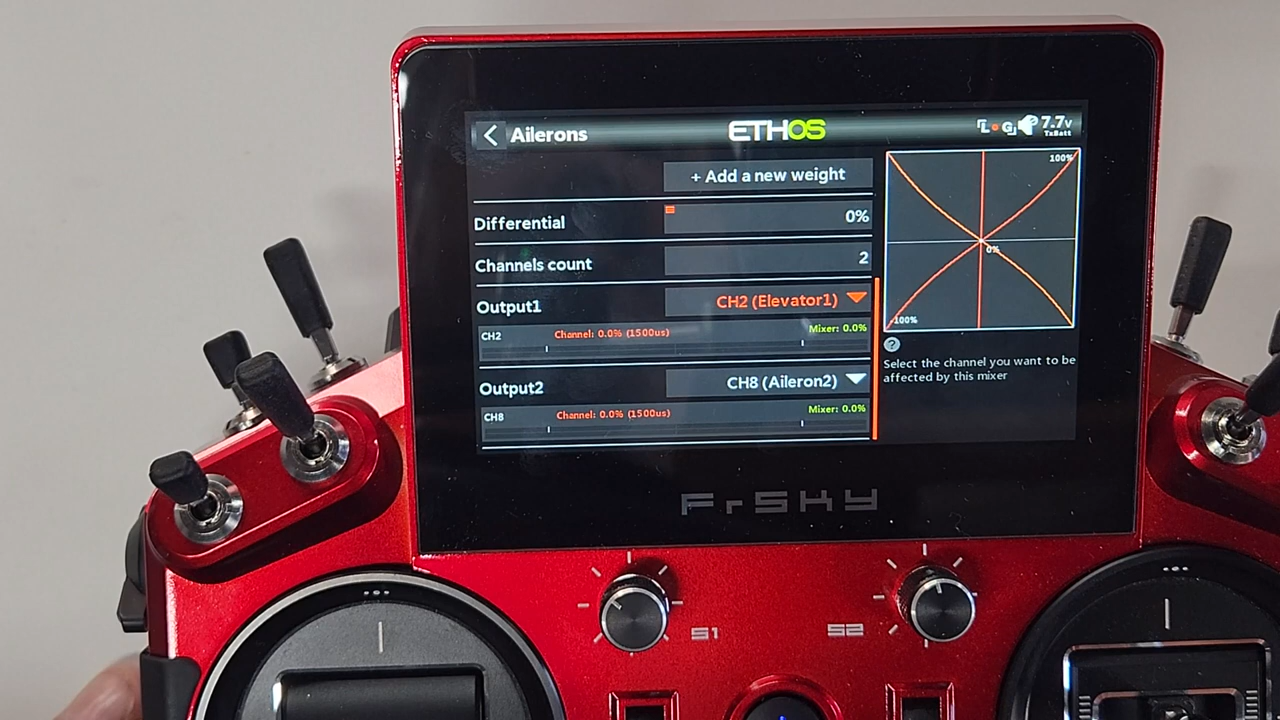 Ailerons
ETHOS
7.7V
TxBatt
+ Add a new weight
Differential
0%
Channels count
2
Output1
CH2 (Elevator1)
CH2
Channel: 0.0% (1500us)
Mixer: 0.0%
Output2
CH8 (Aileron2)
CH8
Channel: 0.0% (1500us)
Mixer: 0.0%
100%
0%
-100%
?
Select the channel you want to be
affected by this mixer
FrSKY
S1
S2